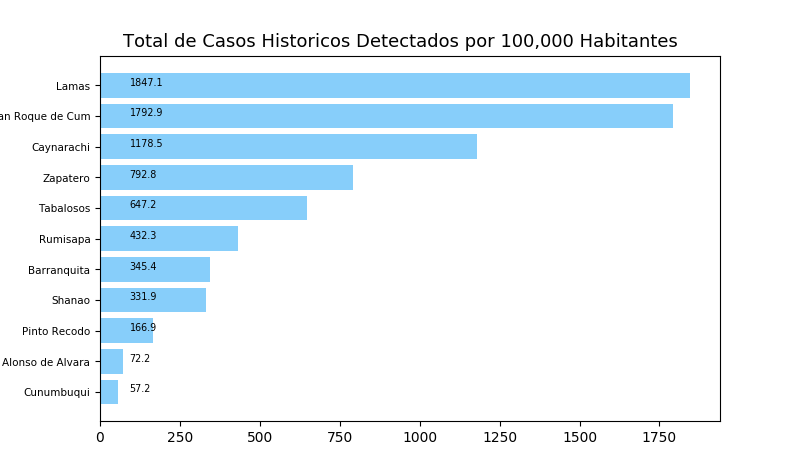 Total de Casos Historicos Detectados por 100,000 Habitantes
Lamas 1847.1
an Roque de Cum 1792.9
Caynarachi 1178.5
Zapatero 792.8
Tabalosos 647.2
Rumisapa 432.3
Barranquita 345.4
Shanao 331.9
Pinto Recodo 166.9
Alonso de Alvara 72.2
Cunumbuqui 57.2
0 250 500 750 1000 1250 1500 1750